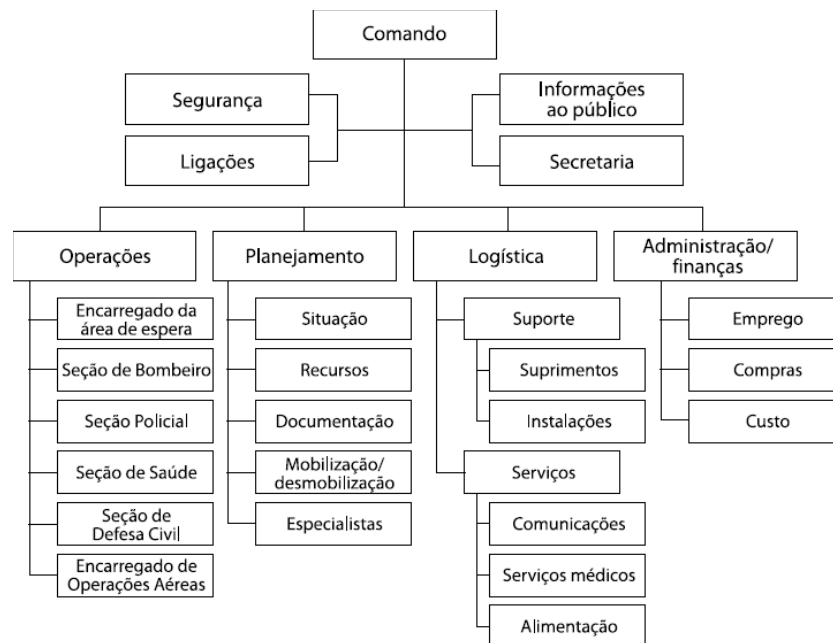 Comando
Segurança
Informações
ao público
Ligações
Secretaria
Operações
Planejamento
Logística
Administração/
finanças
Encarregado da
área de espera
Seção de Bombeiro
Seção Policial
Seção de Saúde
Seção de
Defesa Civil
Encarregado de
Operações Aéreas
Situação
Recursos
Documentação
Mobilização/
desmobilização
Especialistas
Suporte
Suprimentos
Instalações
Serviços
Comunicações
Serviços médicos
Alimentação
Emprego
Compras
Custo